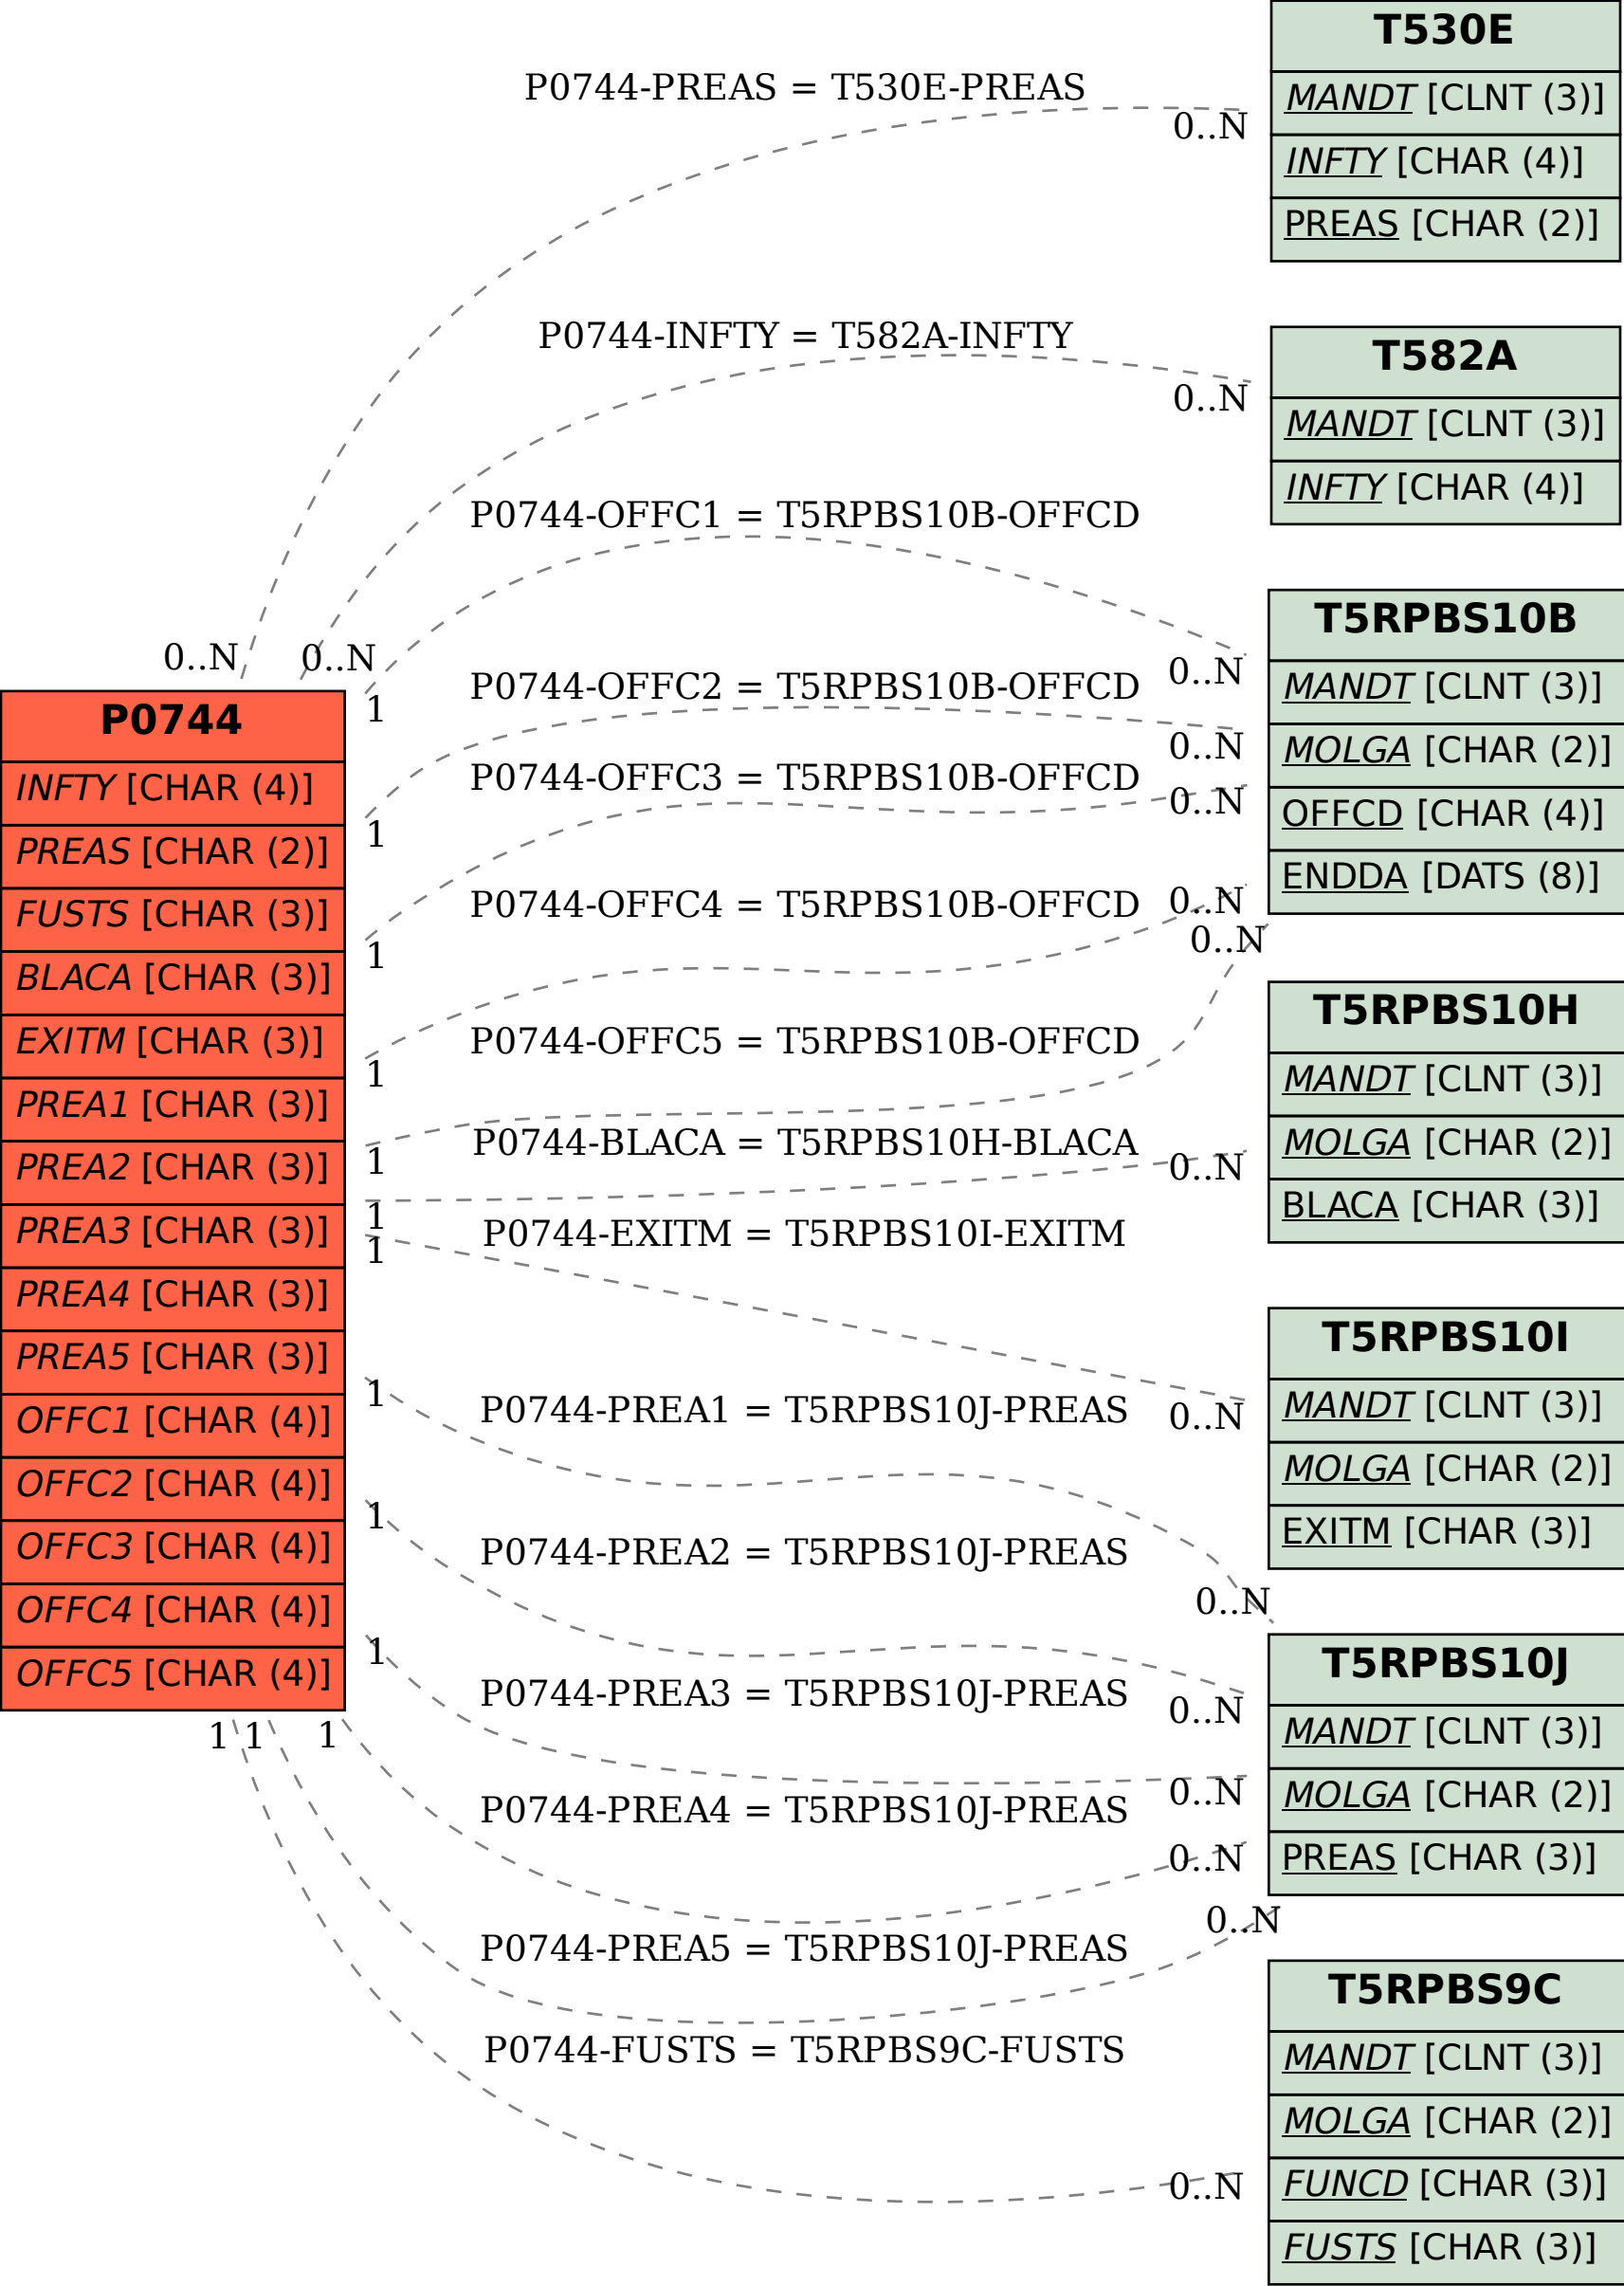 T530E
MANDT [CLNT (3)]
INFTY [CHAR (4)]
PREAS [CHAR (2)]
P0744-PREAS = T530E-PREAS
0..N
0..N
T582A
MANDT [CLNT (3)]
INFTY [CHAR (4)]
P0744-INFTY = T582A-INFTY
0..N
0..N
T5RPBS10B
MANDT [CLNT (3)]
MOLGA [CHAR (2)]
OFFCD [CHAR (4)]
ENDDA [DATS (8)]
P0744-OFFC1 = T5RPBS10B-OFFCD
0..N
1
P0744-OFFC2 = T5RPBS10B-OFFCD
0..N
1
P0744-OFFC3 = T5RPBS10B-OFFCD
0..N
1
P0744-OFFC4 = T5RPBS10B-OFFCD
0..N
1
P0744-OFFC5 = T5RPBS10B-OFFCD
0..N
1
P0744
INFTY [CHAR (4)]
PREAS [CHAR (2)]
FUSTS [CHAR (3)]
BLACA [CHAR (3)]
EXITM [CHAR (3)]
PREA1 [CHAR (3)]
PREA2 [CHAR (3)]
PREA3 [CHAR (3)]
PREA4 [CHAR (3)]
PREA5 [CHAR (3)]
OFFC1 [CHAR (4)]
OFFC2 [CHAR (4)]
OFFC3 [CHAR (4)]
OFFC4 [CHAR (4)]
OFFC5 [CHAR (4)]
T5RPBS10H
MANDT [CLNT (3)]
MOLGA [CHAR (2)]
BLACA [CHAR (3)]
P0744-BLACA = T5RPBS10H-BLACA
0..N
1
P0744-EXITM = T5RPBS10I-EXITM
0..N
1
T5RPBS10I
MANDT [CLNT (3)]
MOLGA [CHAR (2)]
EXITM [CHAR (3)]
P0744-PREA1 = T5RPBS10J-PREAS
0..N
1
P0744-PREA2 = T5RPBS10J-PREAS
0..N
1
P0744-PREA3 = T5RPBS10J-PREAS
0..N
1
P0744-PREA4 = T5RPBS10J-PREAS
0..N
1
P0744-PREA5 = T5RPBS10J-PREAS
0..N
1
T5RPBS10J
MANDT [CLNT (3)]
MOLGA [CHAR (2)]
PREAS [CHAR (3)]
P0744-FUSTS = T5RPBS9C-FUSTS
0..N
1
T5RPBS9C
MANDT [CLNT (3)]
MOLGA [CHAR (2)]
FUNCD [CHAR (3)]
FUSTS [CHAR (3)]